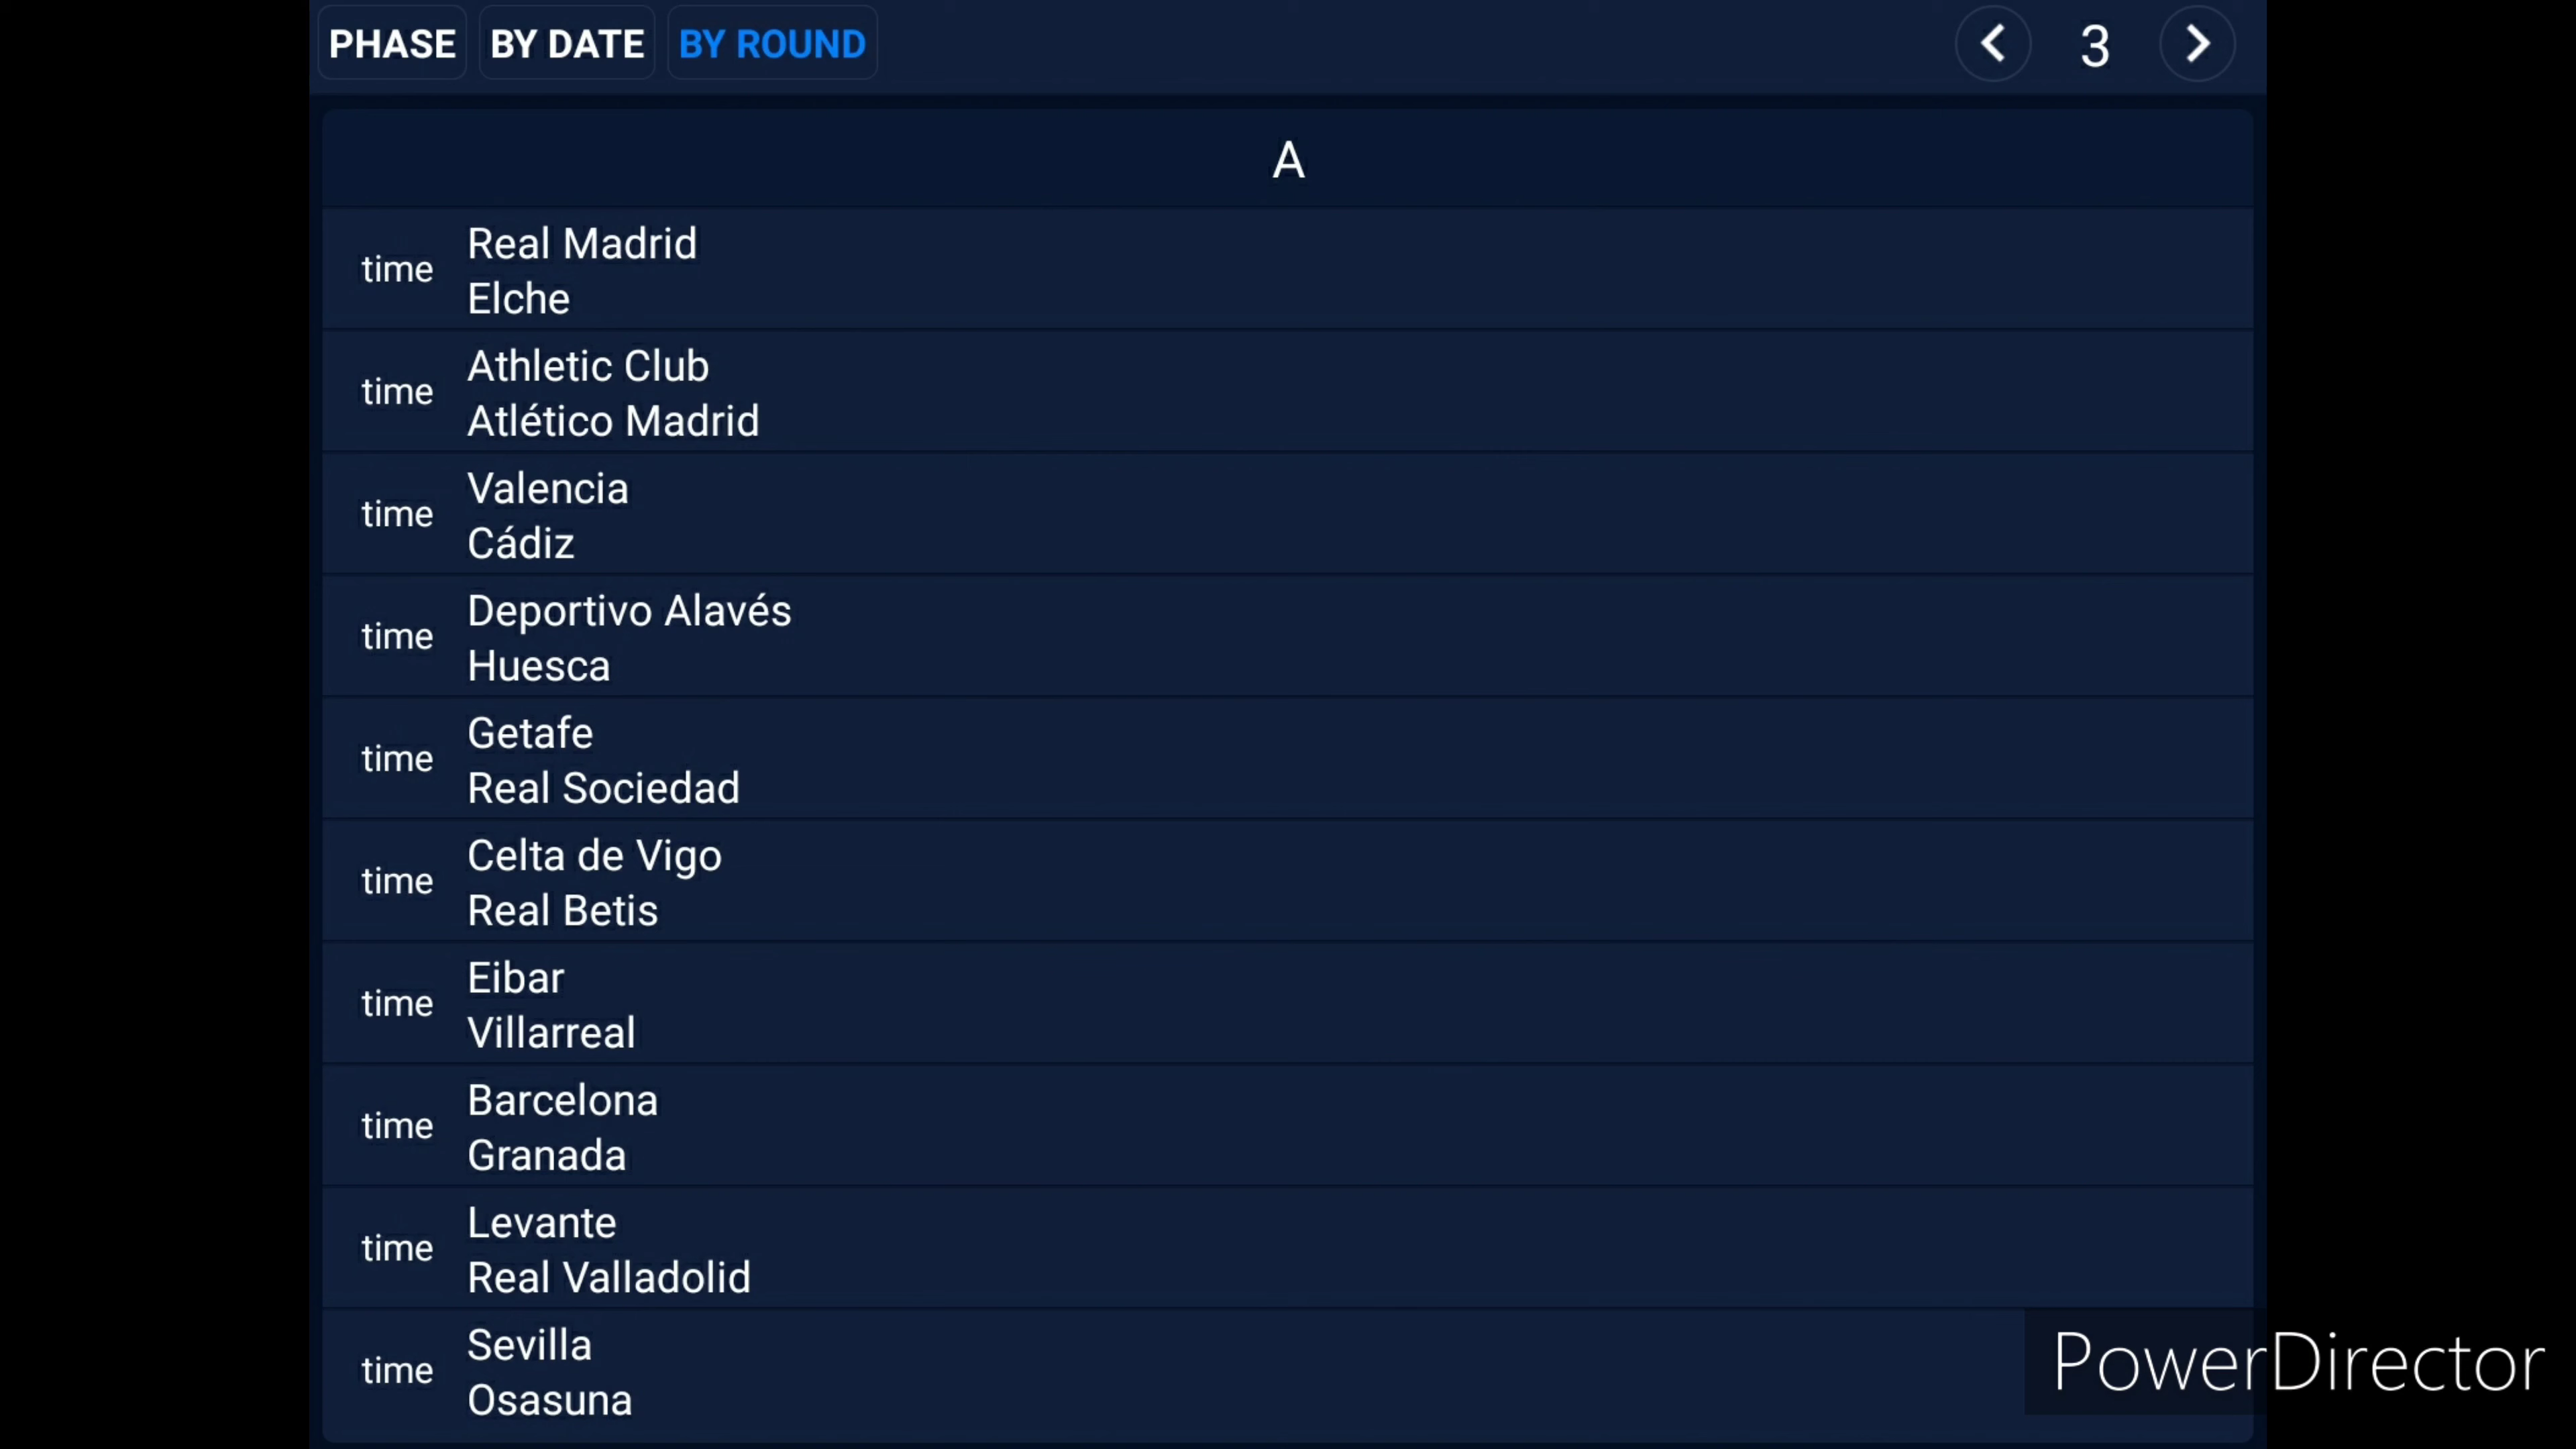 PHASE BY DATE BY ROUND 3
A
time
Real Madrid
Elche
time
Athletic Club
Atlético Madrid
time
Valencia
Cádiz
time
Deportivo Alavés
Huesca
time
Getafe
Real Sociedad
time
Celta de Vigo
Real Betis
time
Eibar
Villarreal
time
Barcelona
Granada
time
Levante
Real Valladolid
time
Sevilla
Osasuna
PowerDirector